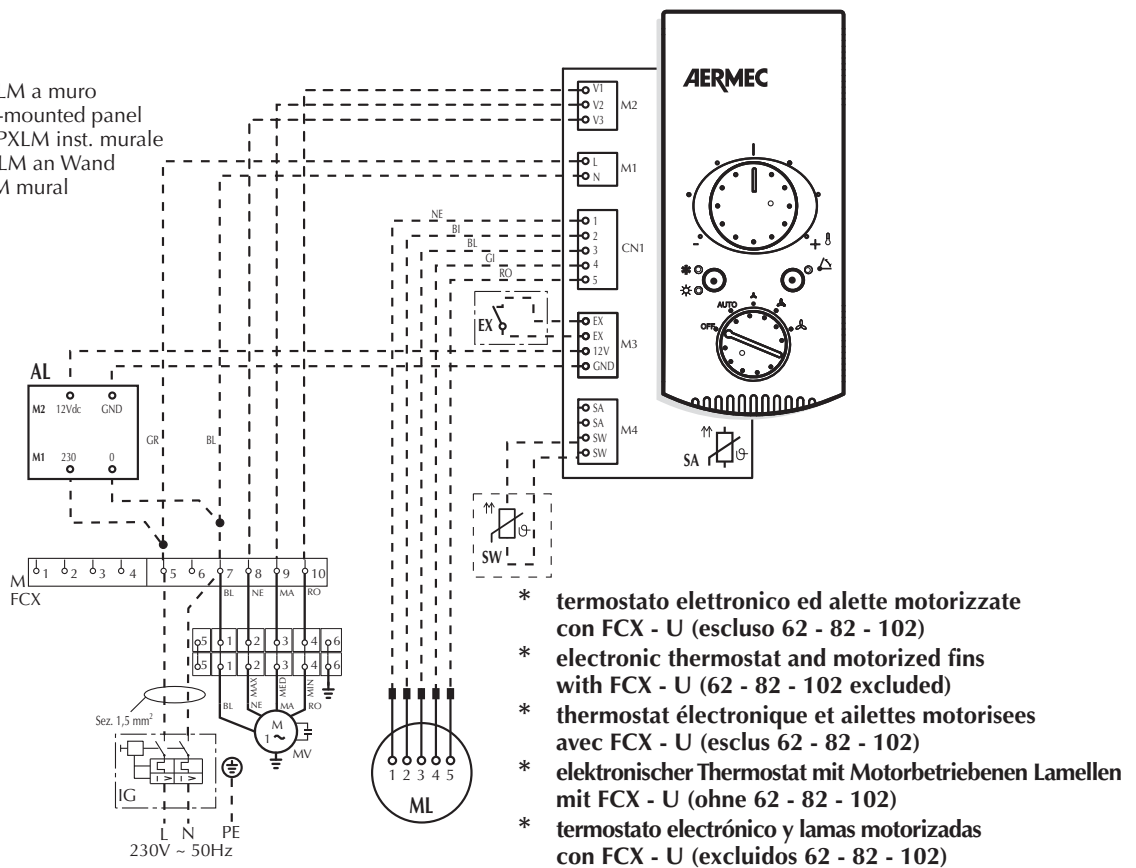 LM a muro
-mounted panel
PXLM inst. murale
LM an Wand
M mural
AERMEC
- +
AUTO
OFF
V1
V2 M2
V3
L
N M1
1
2
3 CN1
4
5
NE
BI
BL
GI
RO
EX
EX
EX M3
12V
GND
SA
SA
SW M4
SW
SA
SW
AL
M2 12Vdc GND
M1 230 0
GR BL
M
FCX
1 2 3 4 5 6 7 8 9 10
BL NE MA RO
5 1 2 3 4 6
5 1 2 3 4 6
MAX MED MIN
BL NE MA RO
M
1 ~
MV
Sez. 1,5 mm²
I > I >
IG
L N PE
230V ~ 50Hz
1 2 3 4 5
ML
* termostato elettronico ed alette motorizzate
con FCX - U (escluso 62 - 82 - 102)
* electronic thermostat and motorized fins
with FCX - U (62 - 82 - 102 excluded)
* thermostat électronique et ailettes motorisees
avec FCX - U (esclus 62 - 82 - 102)
* elektronischer Thermostat mit Motorbetriebenen Lamellen
mit FCX - U (ohne 62 - 82 - 102)
* termostato electrónico y lamas motorizadas
con FCX - U (excluidos 62 - 82 - 102)